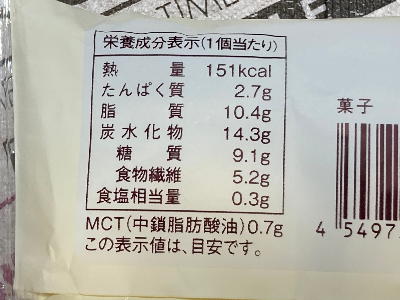 TIME
栄養成分表示(1個当たり)
熱量 151kcal
たんぱく質 2.7g
脂質 10.4g
炭水化物 14.3g
糖質 9.1g
食物繊維 5.2g
食塩相当量 0.3g
MCT(中鎖脂肪酸油)0.7g
この表示値は、目安です。
菓子
4 5497